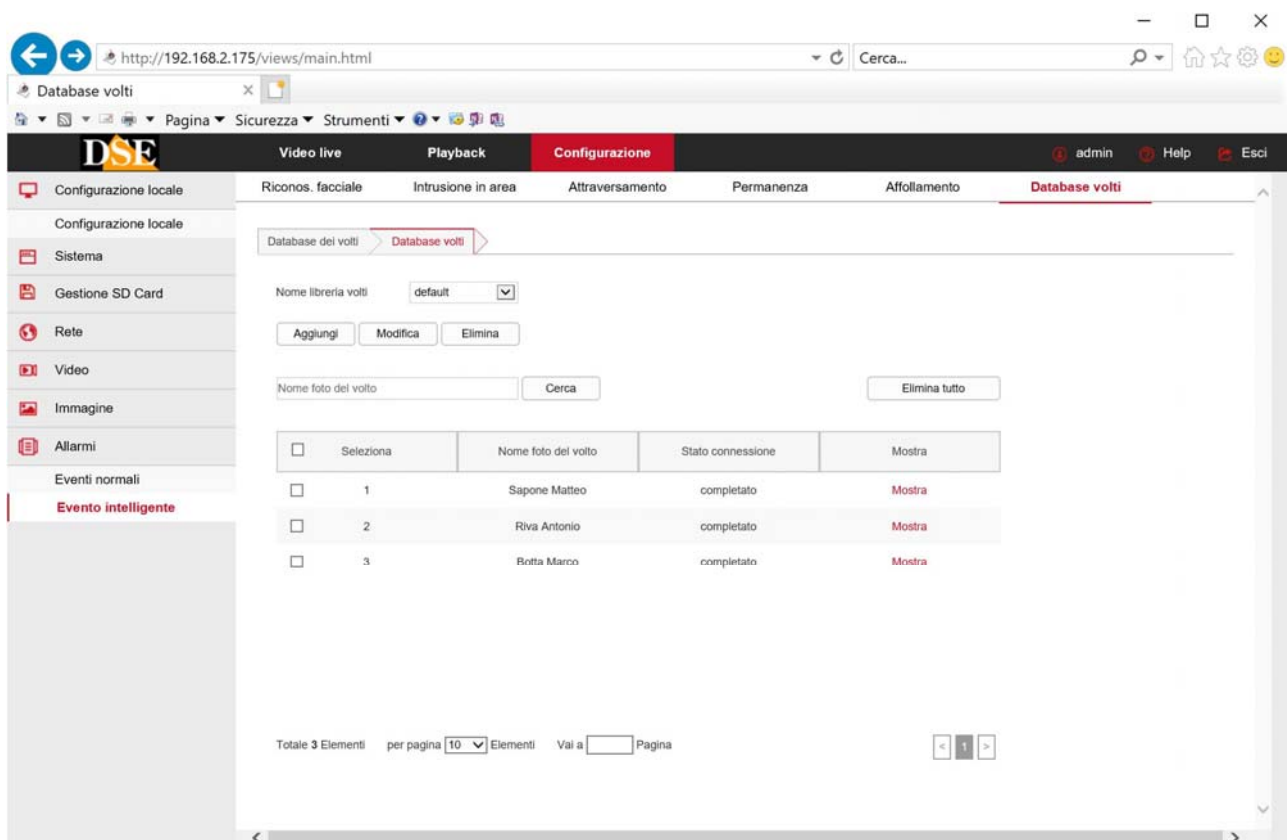 http://192.168.2.175/views/main.html Cerca...
Database volti
Pagina Sicurezza Strumenti
DSE Video live Playback Configurazione admin Help Esci
Configurazione locale Riconos. facciale Intrusione in area Attraversamento Permanenza Affollamento Database volti
Configurazione locale
Database dei volti Database volti
Sistema
Gestione SD Card Nome libreria volti default
Rete Aggiungi Modifica Elimina
Video
Nome foto del volto Cerca Elimina tutto
Immagine
Allarmi Seleziona Nome foto del volto Stato connessione Mostra
Eventi normali
1 Sapone Matteo completato Mostra
Evento intelligente
2 Riva Antonio completato Mostra
3 Botta Marco completato Mostra
Totale 3 Elementi per pagina 10 Elementi Vai a Pagina < 1 >